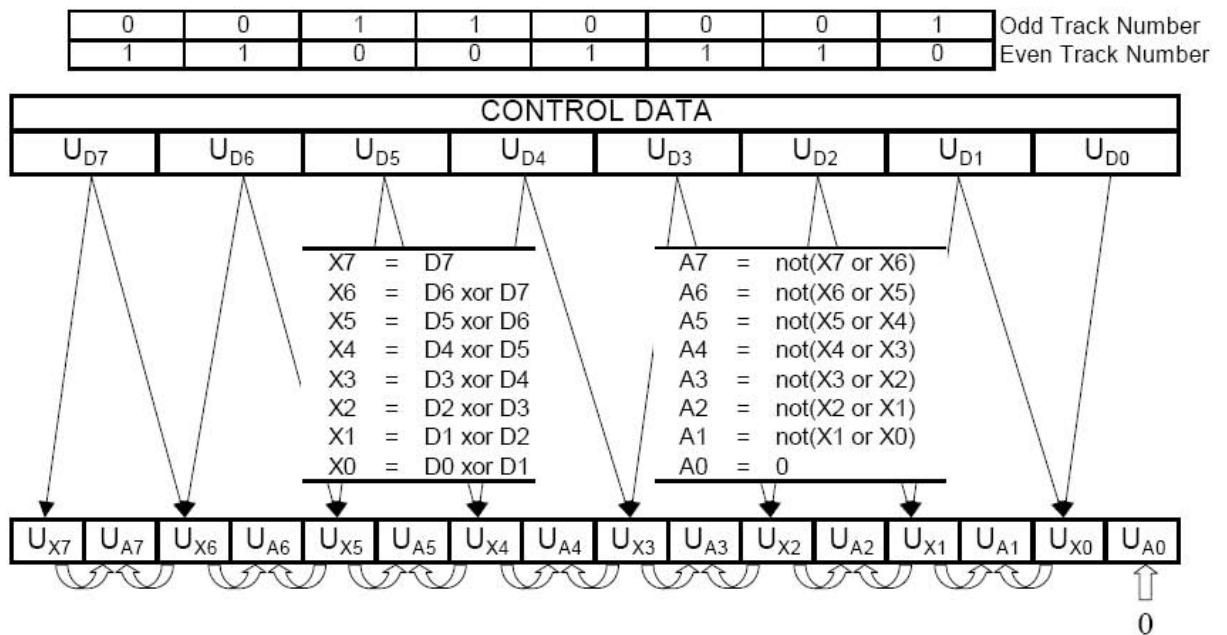 0 0 1 1 0 0 0 1 Odd Track Number
1 1 0 0 1 1 1 0 Even Track Number
CONTROL DATA
UD7 UD6 UD5 UD4 UD3 UD2 UD1 UD0
X7 = D7
X6 = D6 xor D7
X5 = D5 xor D6
X4 = D4 xor D5
X3 = D3 xor D4
X2 = D2 xor D3
X1 = D1 xor D2
X0 = D0 xor D1
A7 = not(X7 or X6)
A6 = not(X6 or X5)
A5 = not(X5 or X4)
A4 = not(X4 or X3)
A3 = not(X3 or X2)
A2 = not(X2 or X1)
A1 = not(X1 or X0)
A0 = 0
UX7 UA7 UX6 UA6 UX5 UA5 UX4 UA4 UX3 UA3 UX2 UA2 UX1 UA1 UX0 UA0
0